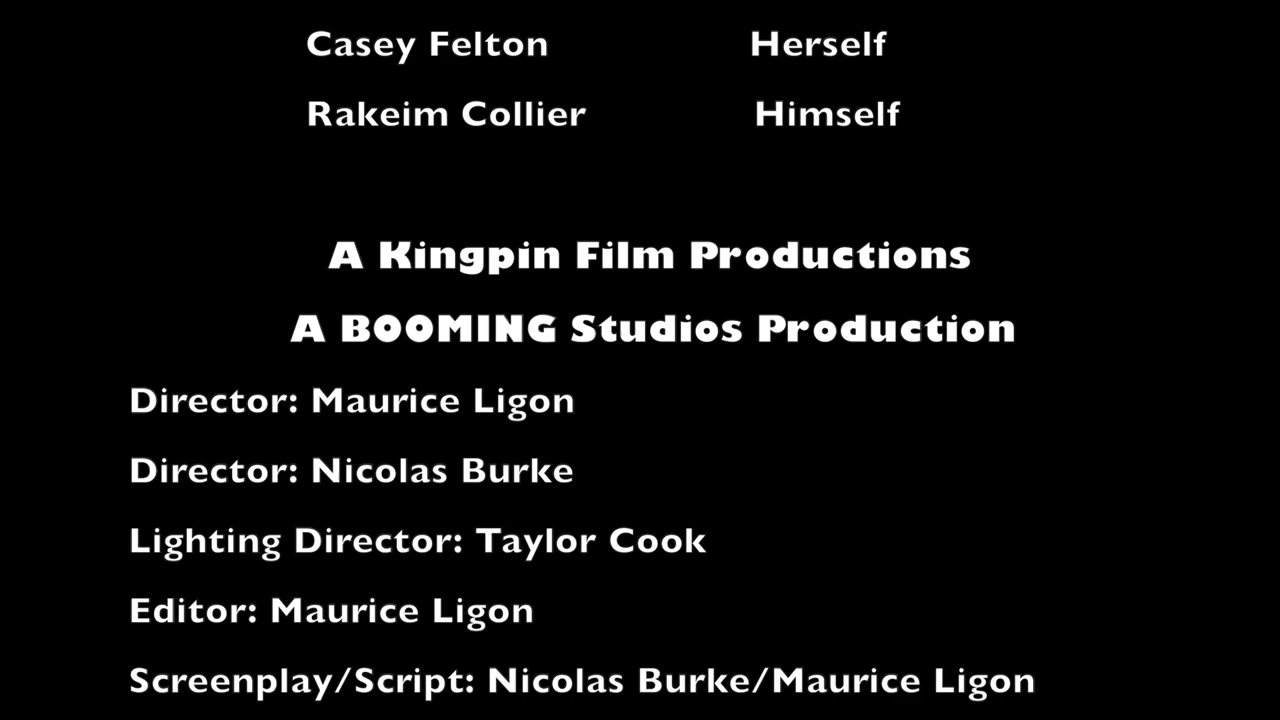 Casey Felton Herself
Rakeim Collier Himself
A Kingpin Film Productions
A BOOMING Studios Production
Director: Maurice Ligon
Director: Nicolas Burke
Lighting Director: Taylor Cook
Editor: Maurice Ligon
Screenplay/Script: Nicolas Burke/Maurice Ligon